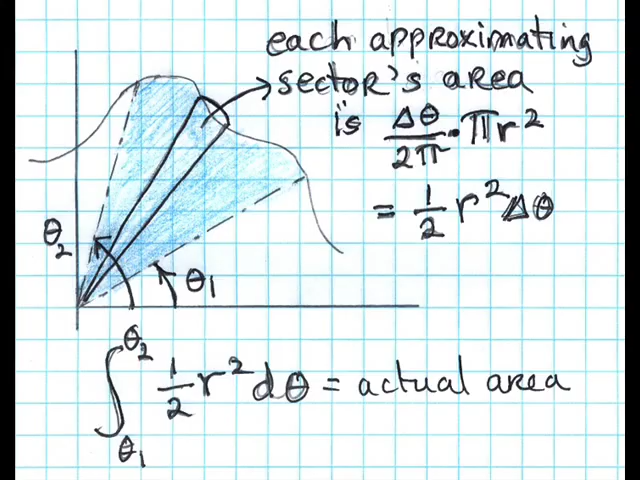 each approximating
sector's area
is Δθ/2π · πr²
= 1/2 r² Δθ
θ₂
θ₁
∫θ₁^θ₂ 1/2 r² dθ = actual area